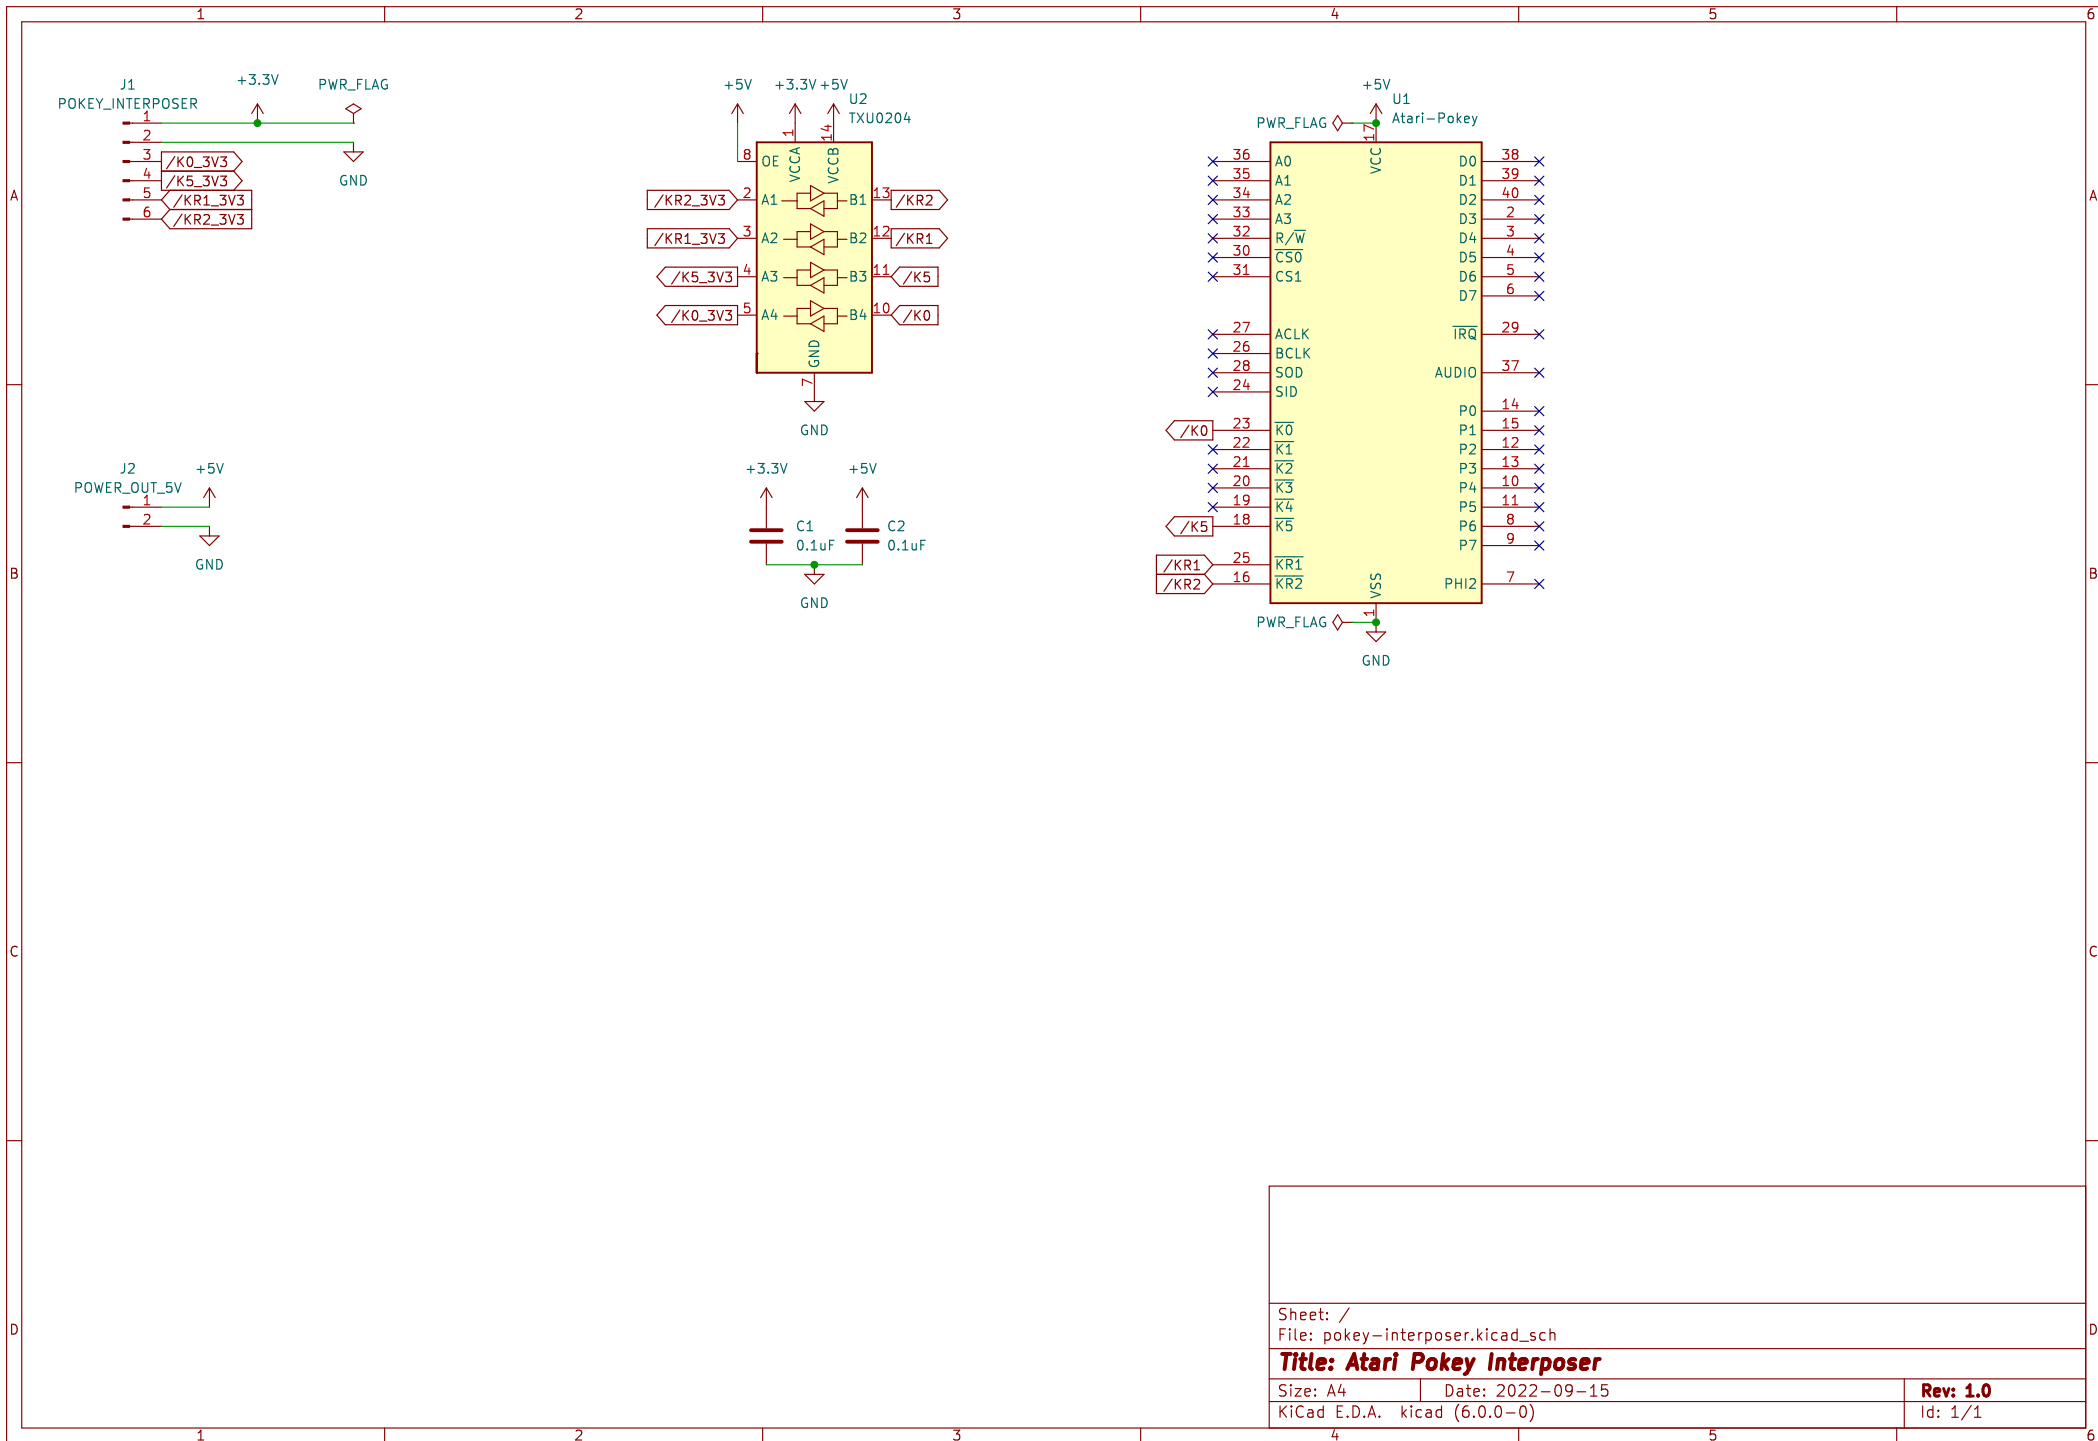 1 2 3 4 5 6
A
B
C
D
A
B
C
D
1 2 3 4 5 6
J1
POKEY_INTERPOSER
+3.3V
PWR_FLAG
1
2
3 /K0_3V3
4 /K5_3V3
5 /KR1_3V3
6 /KR2_3V3
GND
J2
POWER_OUT_5V
+5V
1
2
GND
+5V
+3.3V
+5V
U2
TXU0204
1 VCCA
14 VCCB
8 OE
/KR2_3V3 2 A1 B1 13 /KR2
/KR1_3V3 3 A2 B2 12 /KR1
/K5_3V3 4 A3 B3 11 /K5
/K0_3V3 5 A4 B4 10 /K0
GND
7
GND
+3.3V
+5V
C1
0.1uF
C2
0.1uF
GND
+5V
U1
Atari-Pokey
PWR_FLAG
17
VCC
36 A0 D0 38
35 A1 D1 39
34 A2 D2 40
33 A3 D3 2
32 R/W D4 3
30 CS0 D5 4
31 CS1 D6 5
D7 6
27 ACLK IRQ 29
26 BCLK
28 SOD AUDIO 37
24 SID
P0 14
/K0 23 K0 P1 15
22 K1 P2 12
21 K2 P3 13
20 K3 P4 10
19 K4 P5 11
/K5 18 K5 P6 8
P7 9
/KR1 25 KR1
/KR2 16 KR2 PHI2 7
VSS
1
PWR_FLAG
GND
Sheet: /
File: pokey-interposer.kicad_sch
Title: Atari Pokey Interposer
Size: A4 Date: 2022-09-15 Rev: 1.0
KiCad E.D.A. kicad (6.0.0-0) Id: 1/1